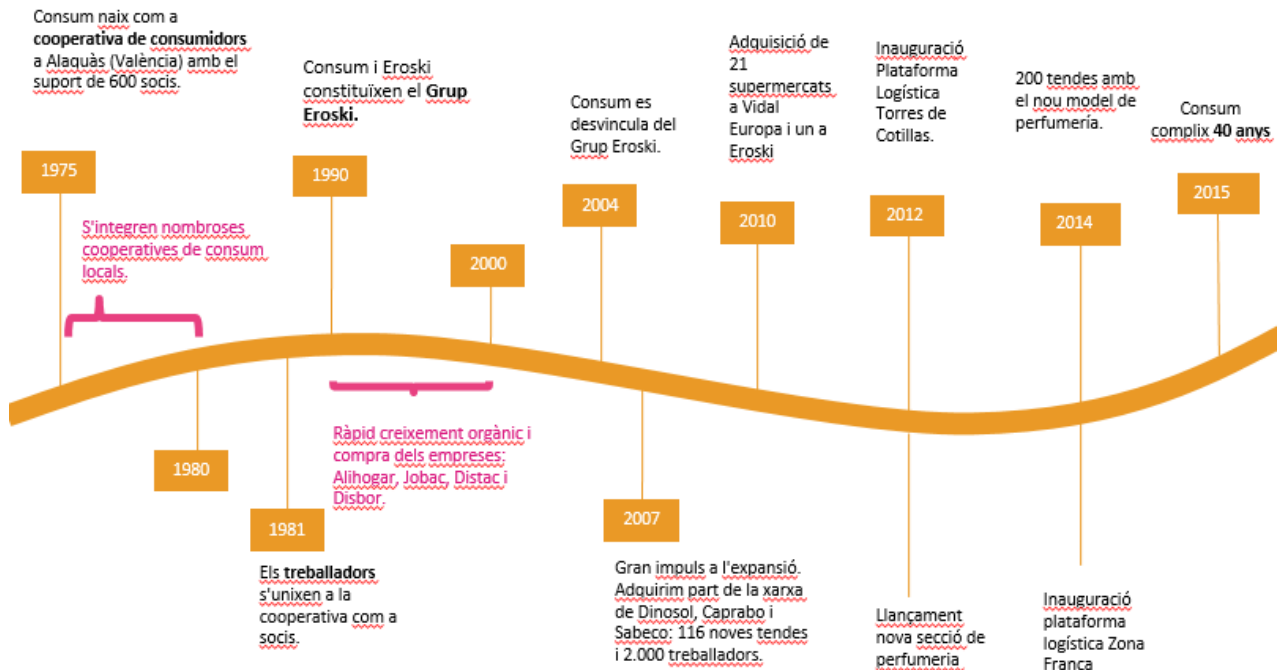 Consum naix com a
cooperativa de consumidors
a Alaquàs (València) amb el
suport de 600 socis.
1975
S'integren nombroses
cooperatives de consum
locals.
1980
1981
Els treballadors
s'unixen a la
cooperativa com a
socis.
Consum i Eroski
constituïxen el Grup
Eroski.
1990
2000
Ràpid creixement orgànic i
compra dels empreses:
Alihogar, Jobac, Distac i
Disbor.
Consum es
desvincula del
Grup Eroski.
2004
2007
Gran impuls a l'expansió.
Adquirim part de la xarxa
de Dinosol, Caprabo i
Sabeco: 116 noves tendes
i 2.000 treballadors.
Adquisició de
21
supermercats
a Vidal
Europa i un a
Eroski
2010
Inauguració
Plataforma
Logística
Torres de
Cotillas.
2012
Llançament
nova secció de
perfumeria
200 tendes amb
el nou model de
perfumería.
2014
Inauguració
plataforma
logística Zona
Franca
Consum
complix 40 anys
2015